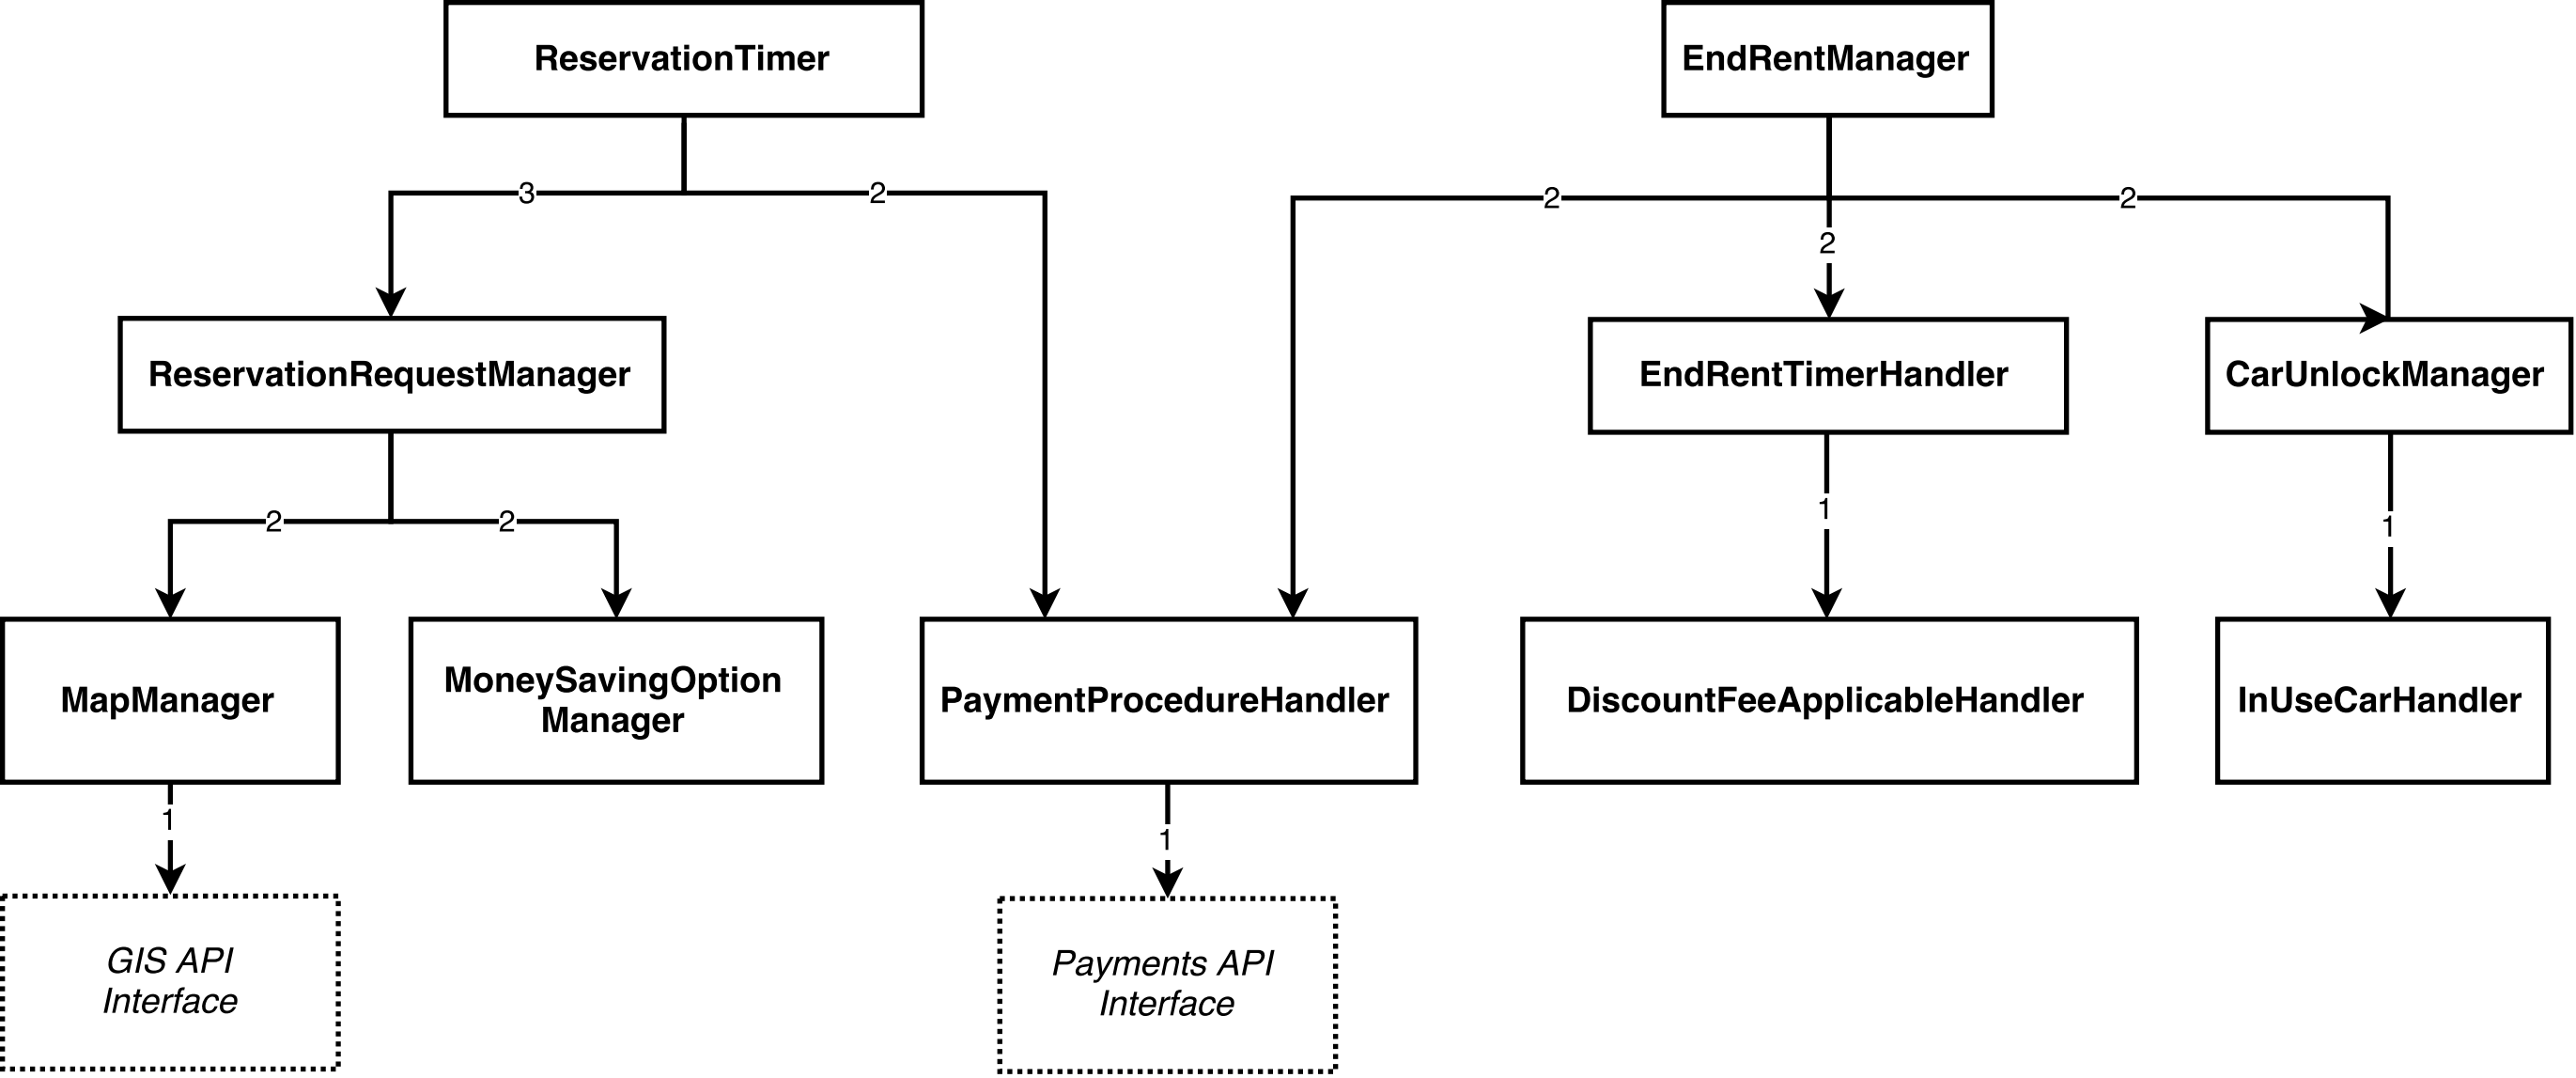 ReservationTimer
EndRentManager
3
2
2
2
2
ReservationRequestManager
EndRentTimerHandler
CarUnlockManager
2
2
1
1
MapManager
MoneySavingOption
Manager
PaymentProcedureHandler
DiscountFeeApplicableHandler
InUseCarHandler
1
1
GIS API
Interface
Payments API
Interface